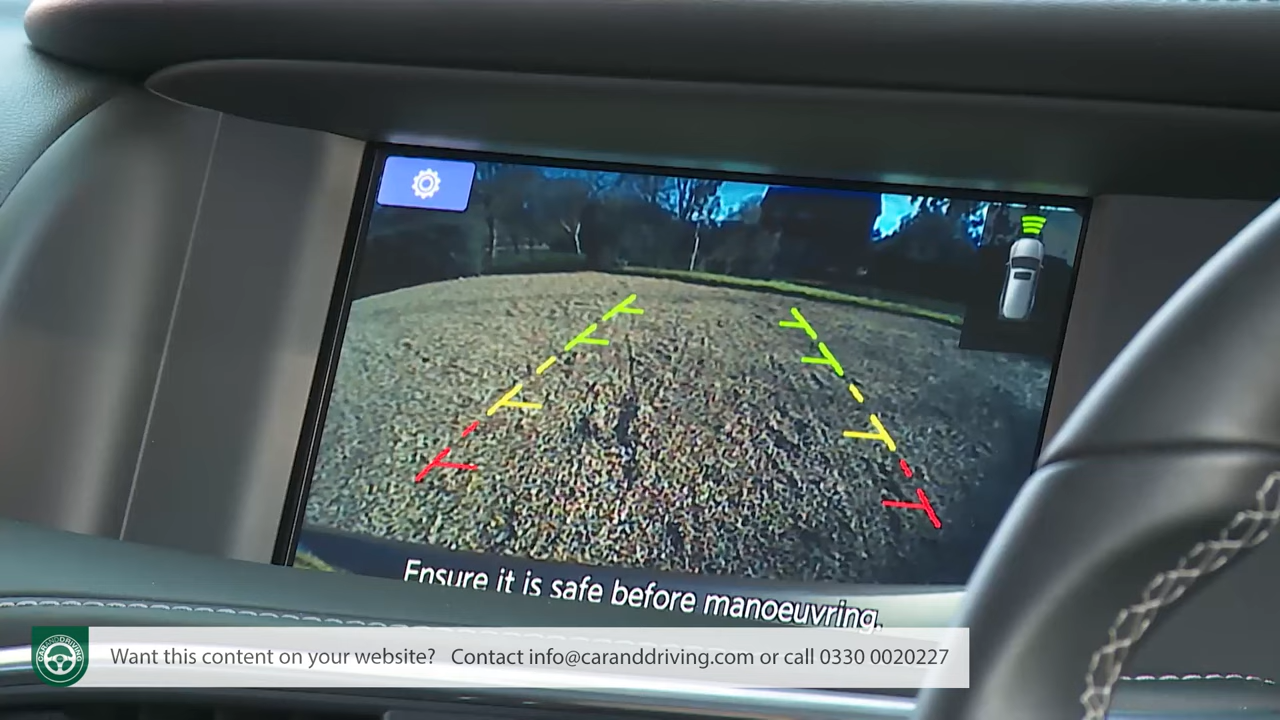 Ensure it is safe before manoeuvring.
CARANDDRIVING
Want this content on your website? Contact info@caranddriving.com or call 0330 0020227